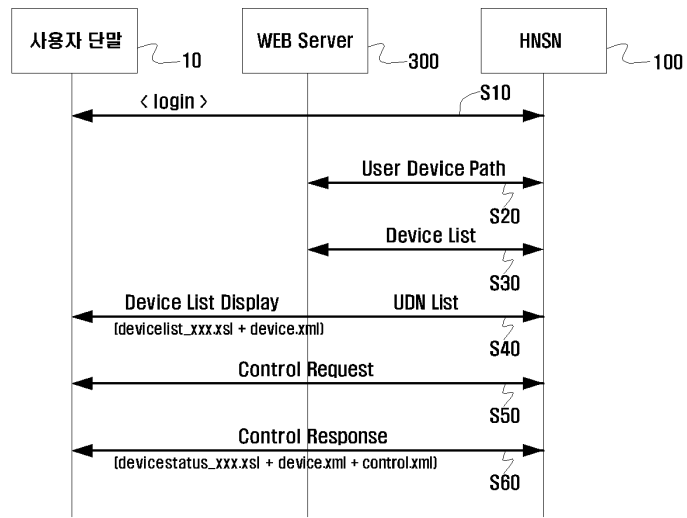 사용자 단말
10
WEB Server
300
HNSN
100
< login >
S10
User Device Path
S20
Device List
S30
Device List Display
UDN List
(devicelist_xxx.xsl + device.xml)
S40
Control Request
S50
Control Response
(devicestatus_xxx.xsl + device.xml + control.xml)
S60